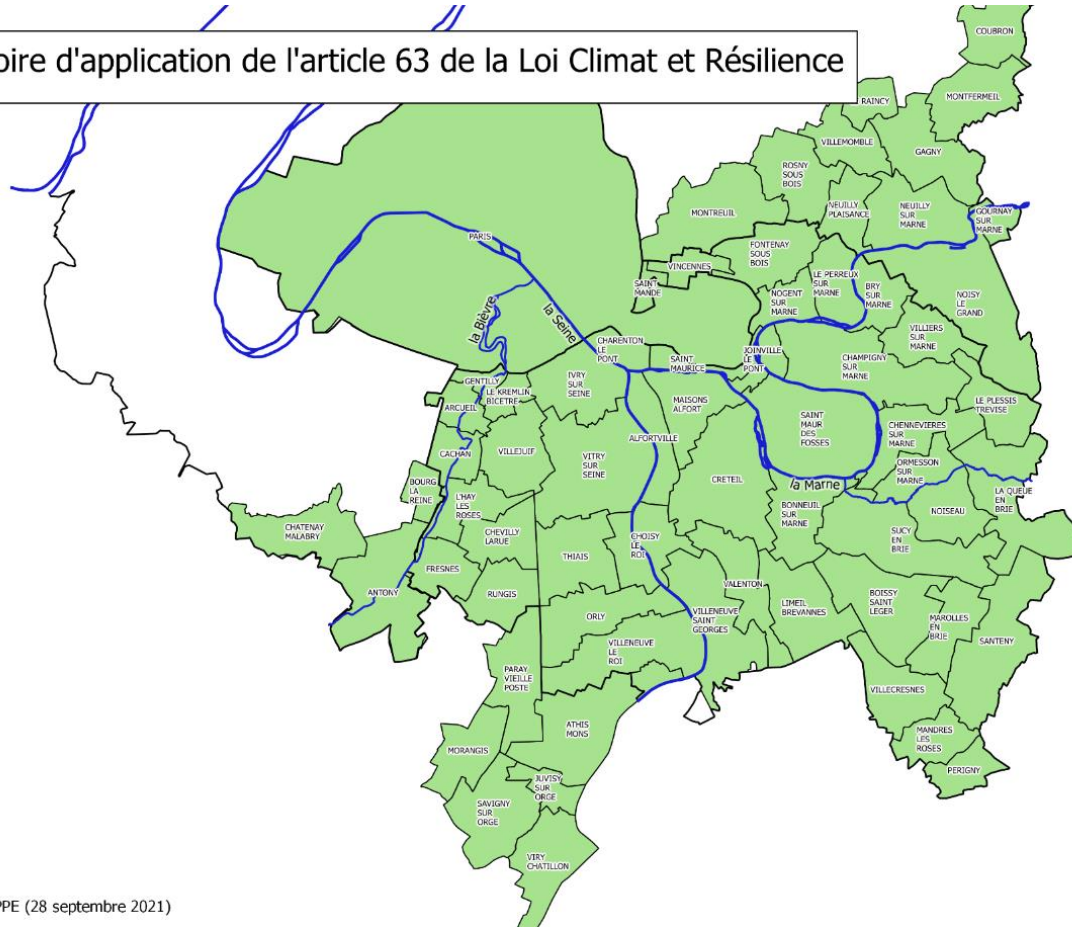 oire d'application de l'article 63 de la Loi Climat et Résilience
COUBRON
MONTFERMEIL
RAINCY
VILLEMOMBLE
GAGNY
ROSNY
SOUS
BOIS
MONTREUIL
NEUILLY
PLAISANCE
NEUILLY
SUR
MARNE
GOURNAY
SUR
MARNE
PARIS
FONTENAY
SOUS
BOIS
VINCENNES
SAINT
MANDE
LE PERREUX
SUR
MARNE
NOGENT
SUR
MARNE
BRY
SUR
MARNE
NOISY
LE
GRAND
la Bièvre
la Seine
VILLIERS
SUR
MARNE
CHARENTON
LE
PONT
SAINT
MAURICE
JOINVILLE
LE
PONT
CHAMPIGNY
SUR
MARNE
GENTILLY
LE KREMLIN
BICETRE
IVRY
SUR
SEINE
ARCUEIL
MAISONS
ALFORT
LE PLESSIS
TREVISE
SAINT
MAUR
DES
FOSSES
CHENNEVIERES
SUR
MARNE
ALFORTVILLE
CACHAN
VILLEJUIF
VITRY
SUR
SEINE
ORMESSON
SUR
MARNE
CRETEIL
la Marne
BOURG
LA
REINE
L'HAY
LES
ROSES
LA QUEUE
EN
BRIE
BONNEUIL
SUR
MARNE
NOISEAU
CHATENAY
MALABRY
CHEVILLY
LARUE
SUCY
EN
BRIE
CHOISY
LE
ROI
THIAIS
FRESNES
VALENTON
ANTONY
RUNGIS
LIMEIL
BREVANNES
BOISSY
SAINT
LEGER
ORLY
VILLENEUVE
SAINT
GEORGES
MAROLLES
EN
BRIE
SANTENY
VILLENEUVE
LE
ROI
PARAY
VIEILLE
POSTE
VILLECRESNES
ATHIS
MONS
MANDRES
LES
ROSES
MORANGIS
PERIGNY
JUVISY
SUR
ORGE
SAVIGNY
SUR
ORGE
VIRY
CHATILLON
PPE (28 septembre 2021)